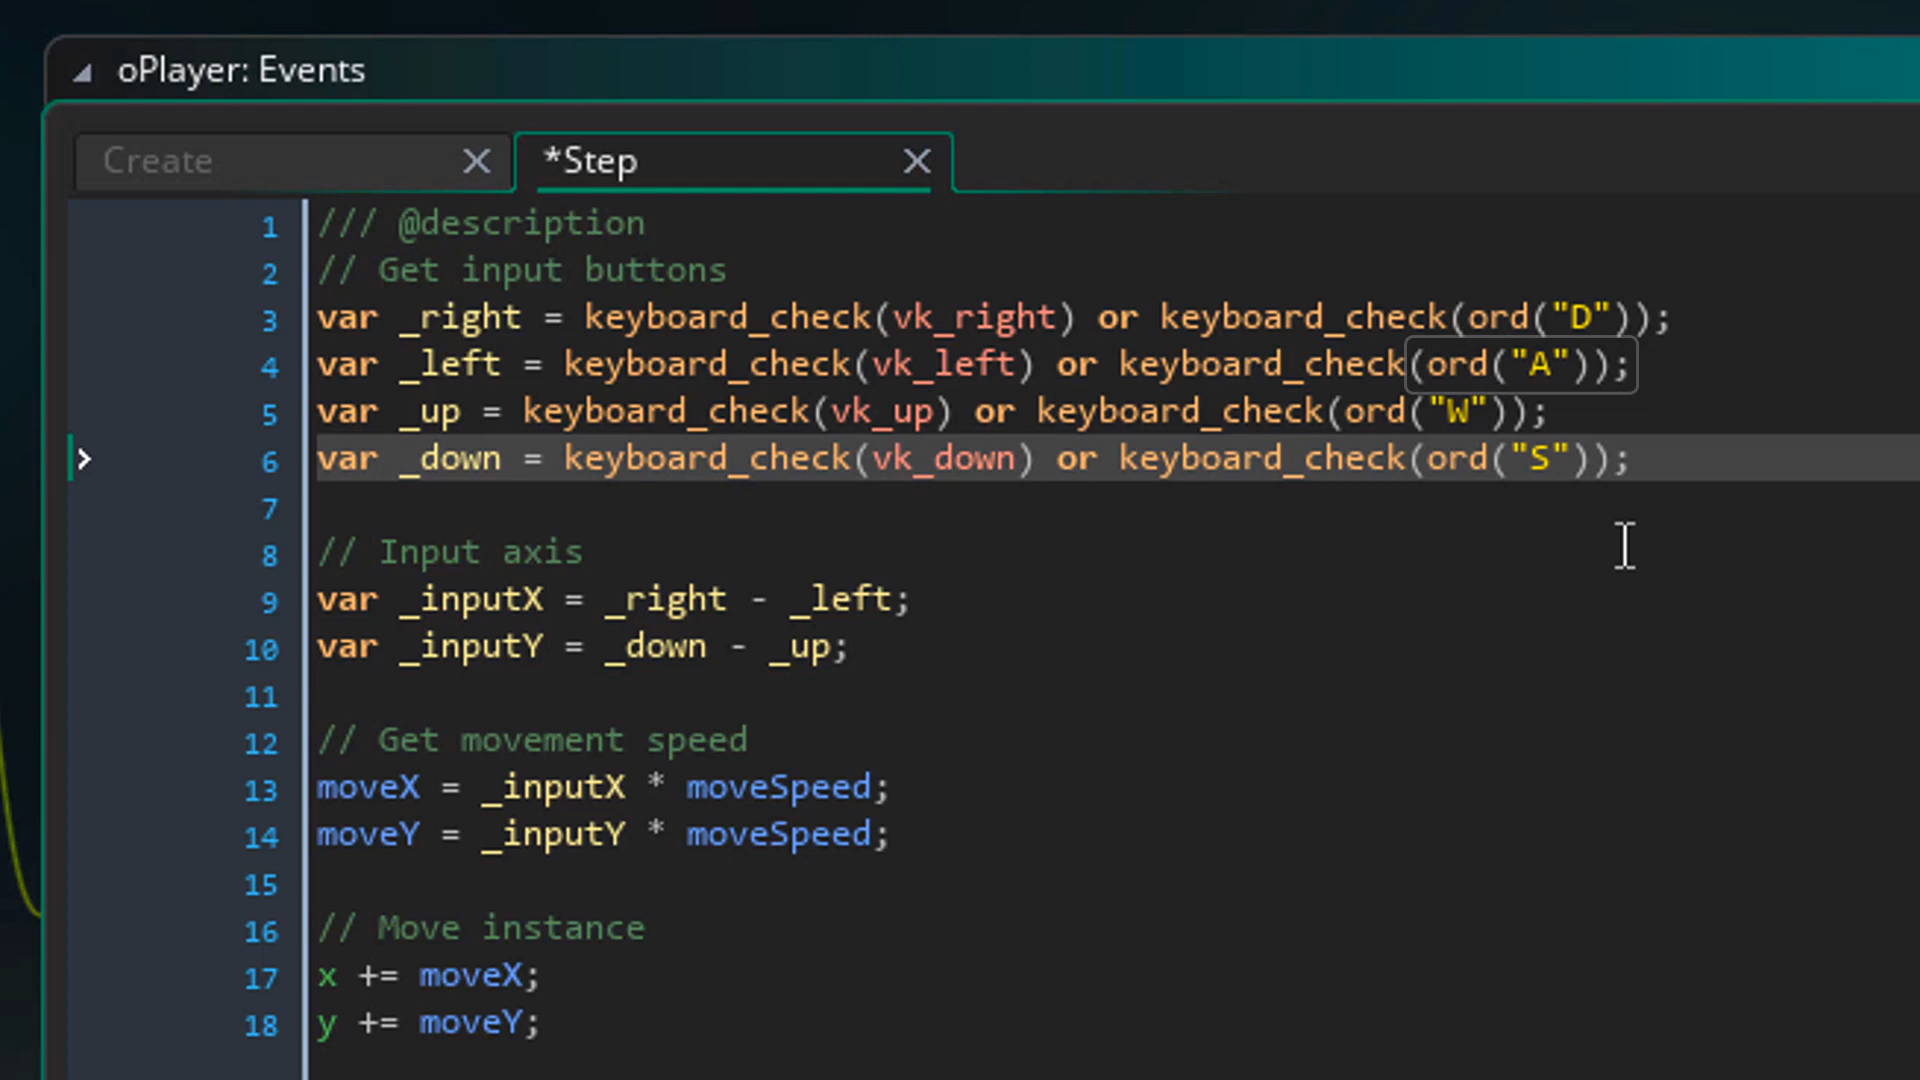 oPlayer: Events
Create
*Step
1 /// @description
2 // Get input buttons
3 var _right = keyboard_check(vk_right) or keyboard_check(ord("D"));
4 var _left = keyboard_check(vk_left) or keyboard_check(ord("A"));
5 var _up = keyboard_check(vk_up) or keyboard_check(ord("W"));
6 var _down = keyboard_check(vk_down) or keyboard_check(ord("S"));
7
8 // Input axis
9 var _inputX = _right - _left;
10 var _inputY = _down - _up;
11
12 // Get movement speed
13 moveX = _inputX * moveSpeed;
14 moveY = _inputY * moveSpeed;
15
16 // Move instance
17 x += moveX;
18 y += moveY;